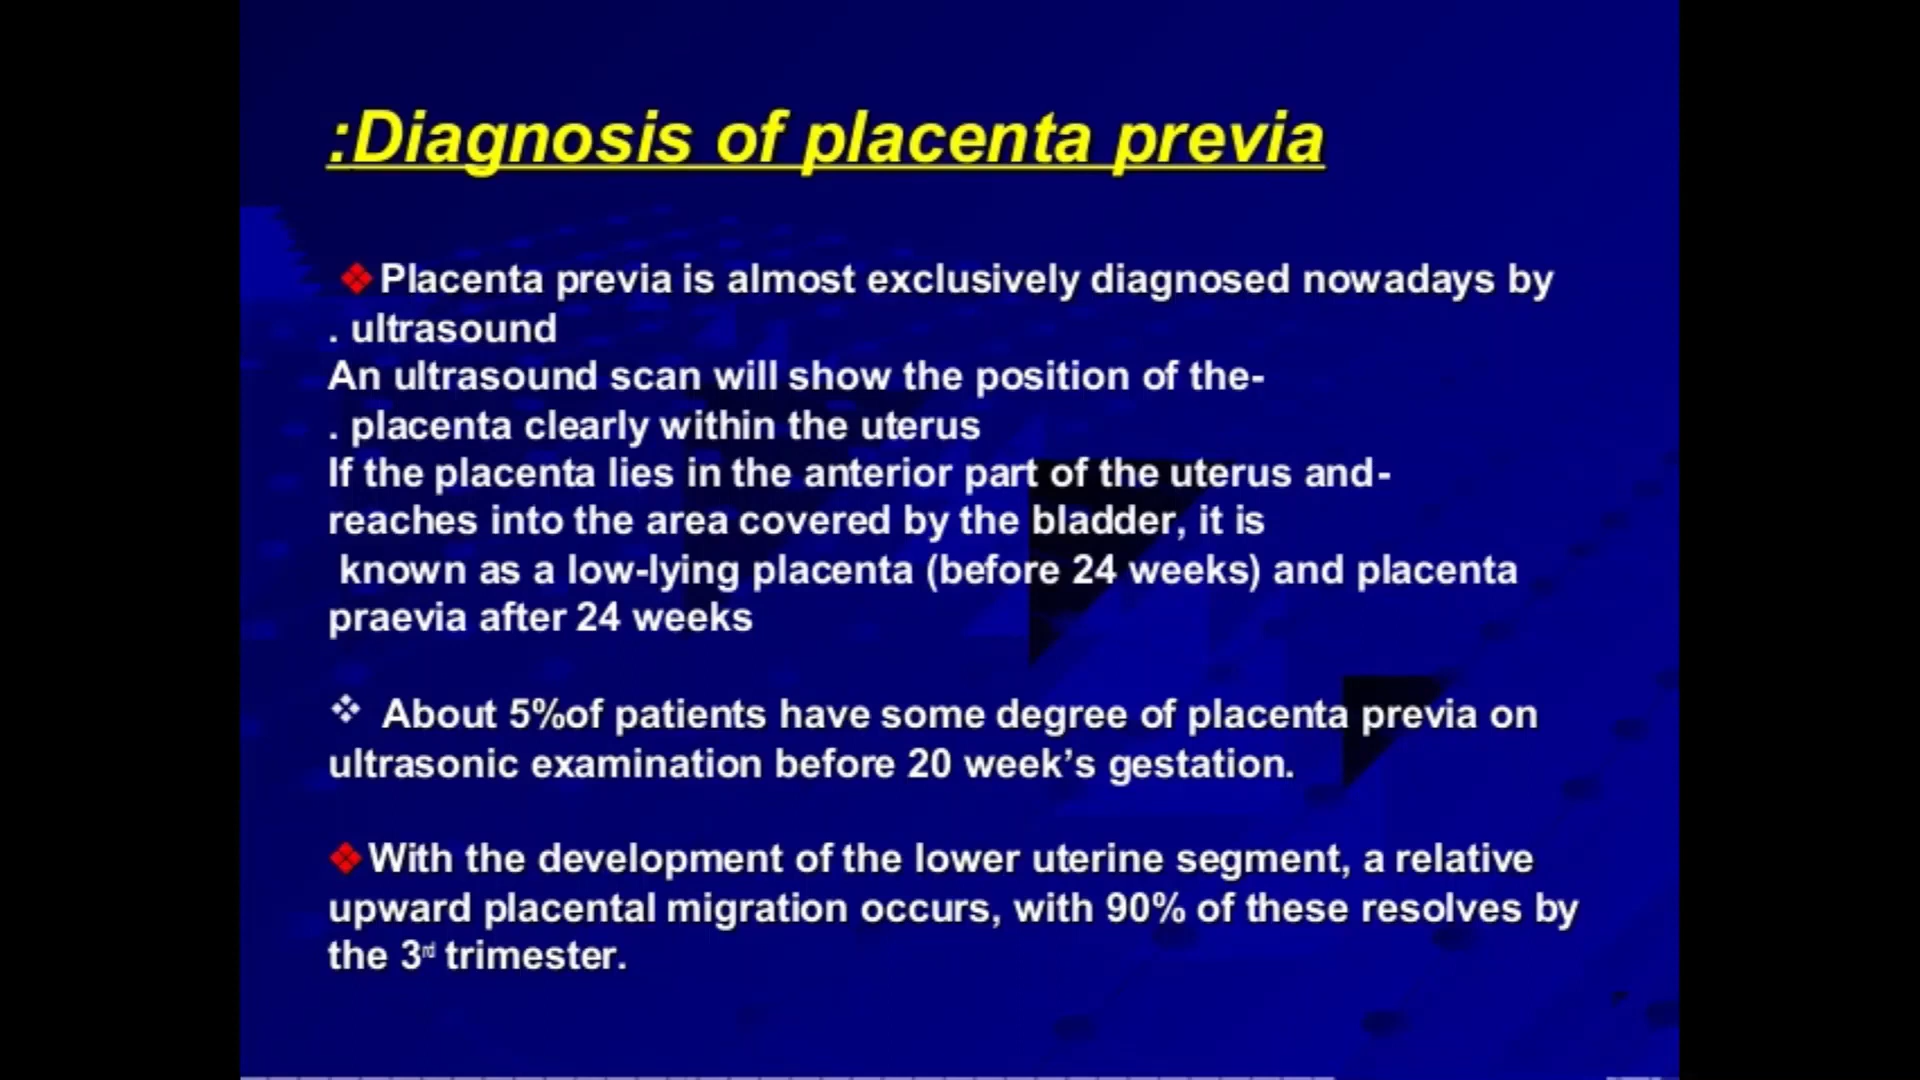 :Diagnosis of placenta previa
❖Placenta previa is almost exclusively diagnosed nowadays by
. ultrasound
An ultrasound scan will show the position of the-
. placenta clearly within the uterus
If the placenta lies in the anterior part of the uterus and-
reaches into the area covered by the bladder, it is
known as a low-lying placenta (before 24 weeks) and placenta
praevia after 24 weeks
❖ About 5%of patients have some degree of placenta previa on
ultrasonic examination before 20 week’s gestation.
❖With the development of the lower uterine segment, a relative
upward placental migration occurs, with 90% of these resolves by
the 3rd trimester.